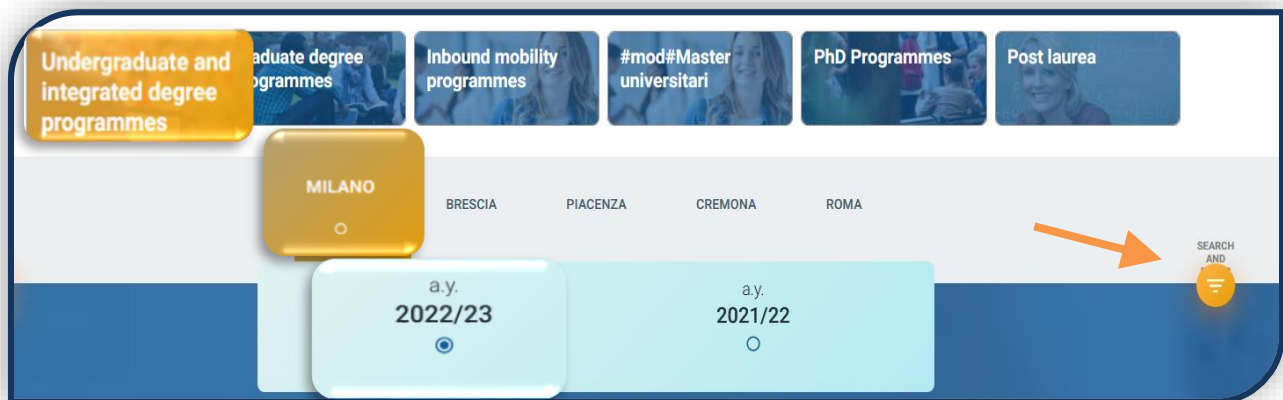 Undergraduate and
integrated degree
programmes
aduate degree
ogrammes
Inbound mobility
programmes
#mod#Master
universitari
PhD Programmes
Post laurea
MILANO
BRESCIA
PIACENZA
CREMONA
ROMA
SEARCH
AND
a.y.
2022/23
a.y.
2021/22